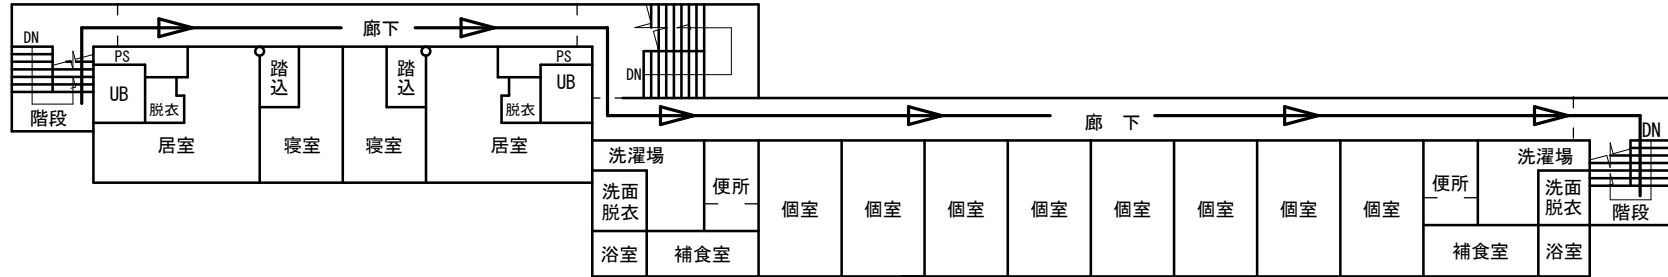 DN
廊下
PS
踏込
踏込
PS
UB
脱衣
脱衣
UB
DN
階段
居室
寝室
寝室
居室
廊 下
DN
洗濯場
便所
洗面
脱衣
個室
個室
個室
個室
個室
個室
個室
個室
便所
洗濯場
洗面
脱衣
階段
浴室
補食室
補食室
浴室